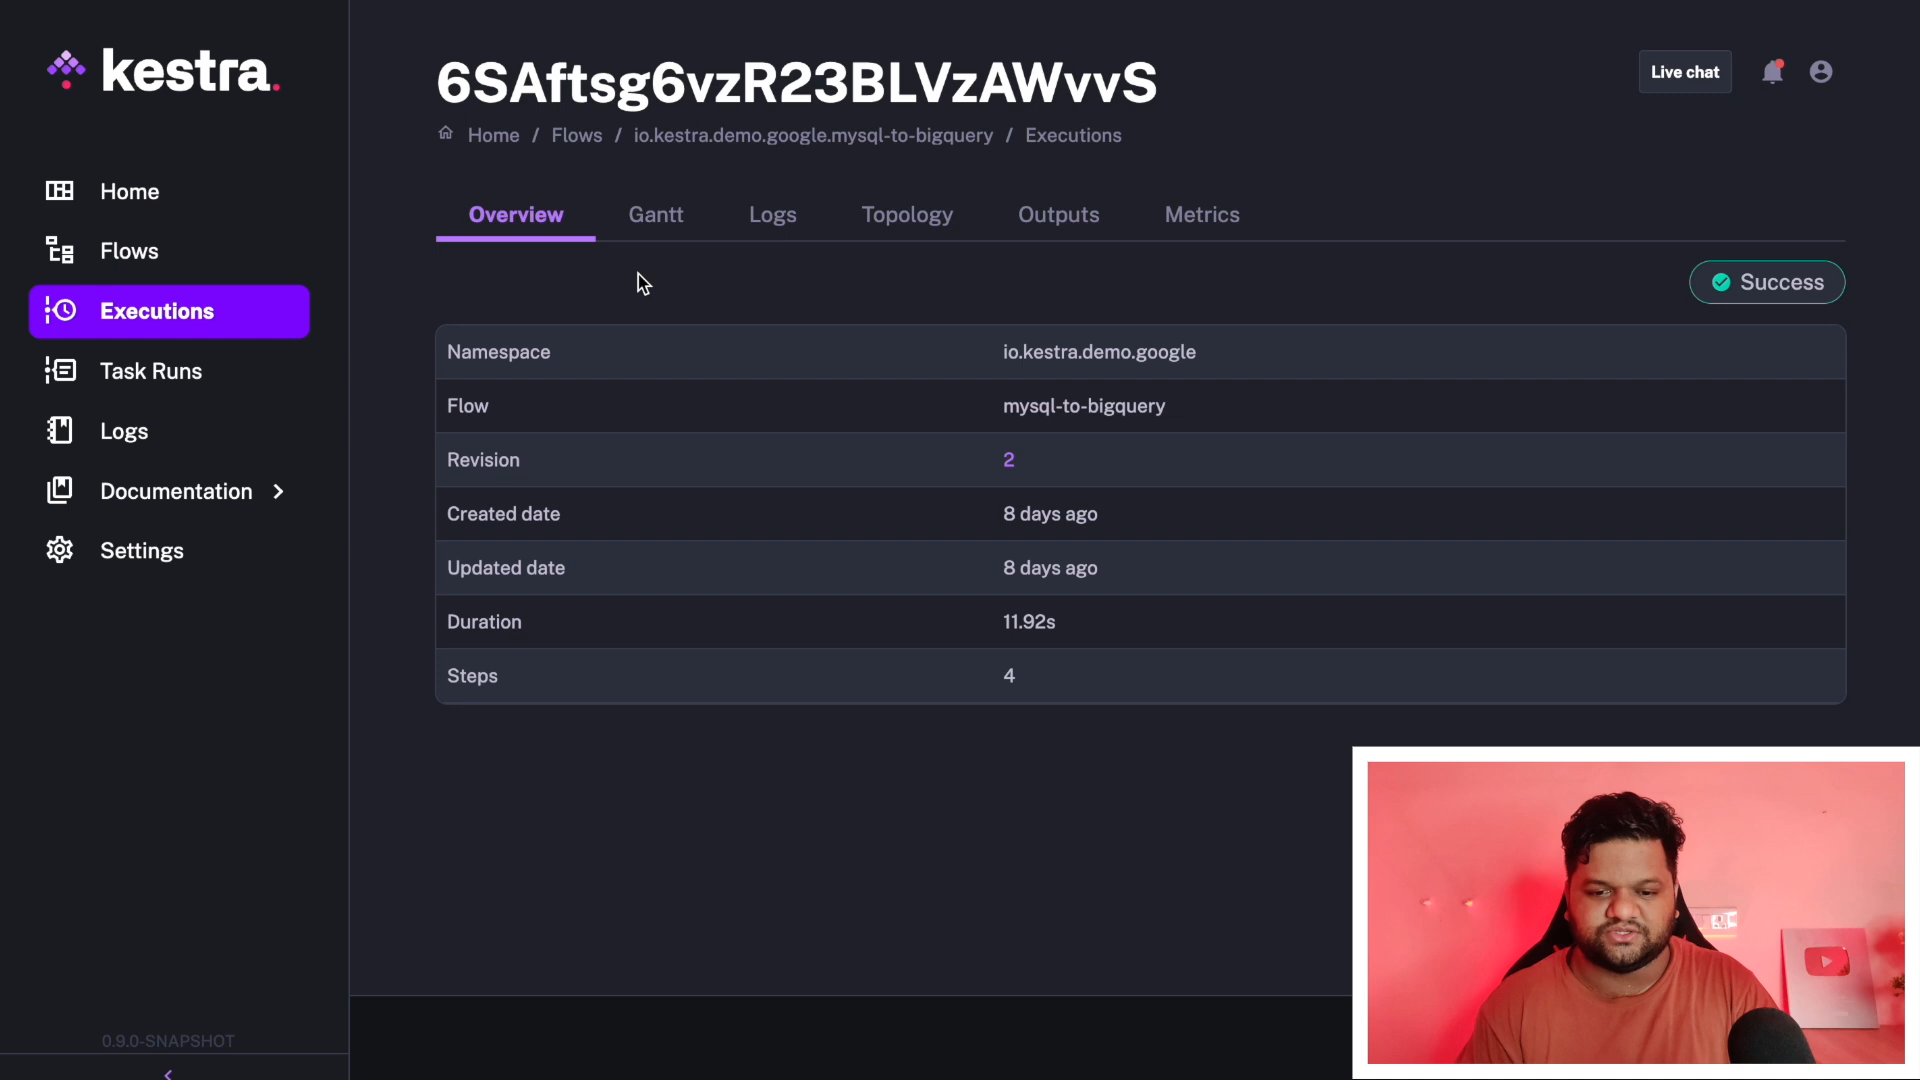 kestra.
Home
Flows
Executions
Task Runs
Logs
Documentation
Settings
0.9.0-SNAPSHOT
6SAftsg6vzR23BLVzAWvvS
Live chat
Home / Flows / io.kestra.demo.google.mysql-to-bigquery / Executions
Overview Gantt Logs Topology Outputs Metrics
Success
Namespace io.kestra.demo.google
Flow mysql-to-bigquery
Revision 2
Created date 8 days ago
Updated date 8 days ago
Duration 11.92s
Steps 4